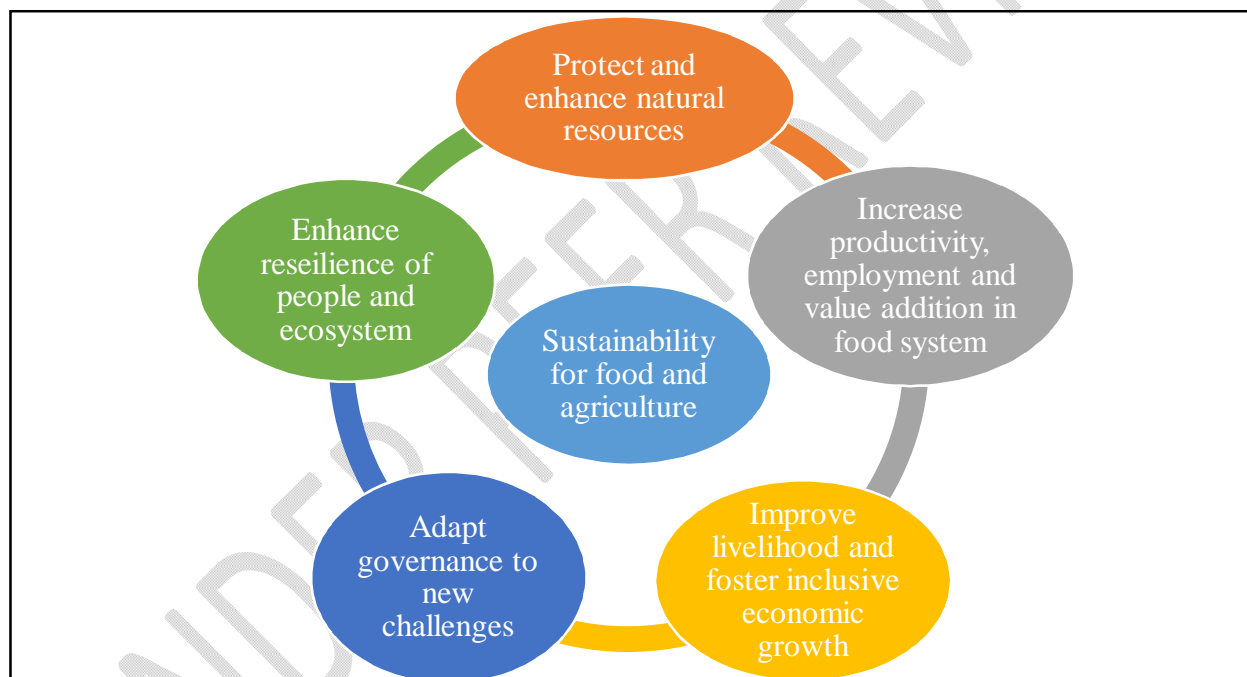 Protect and
enhance natural
resources
Increase
productivity,
employment and
value addition in
food system
Improve
livelihood and
foster inclusive
economic
growth
Adapt
governance to
new
challenges
Enhance
reseilience of
people and
ecosystem
Sustainability
for food and
agriculture